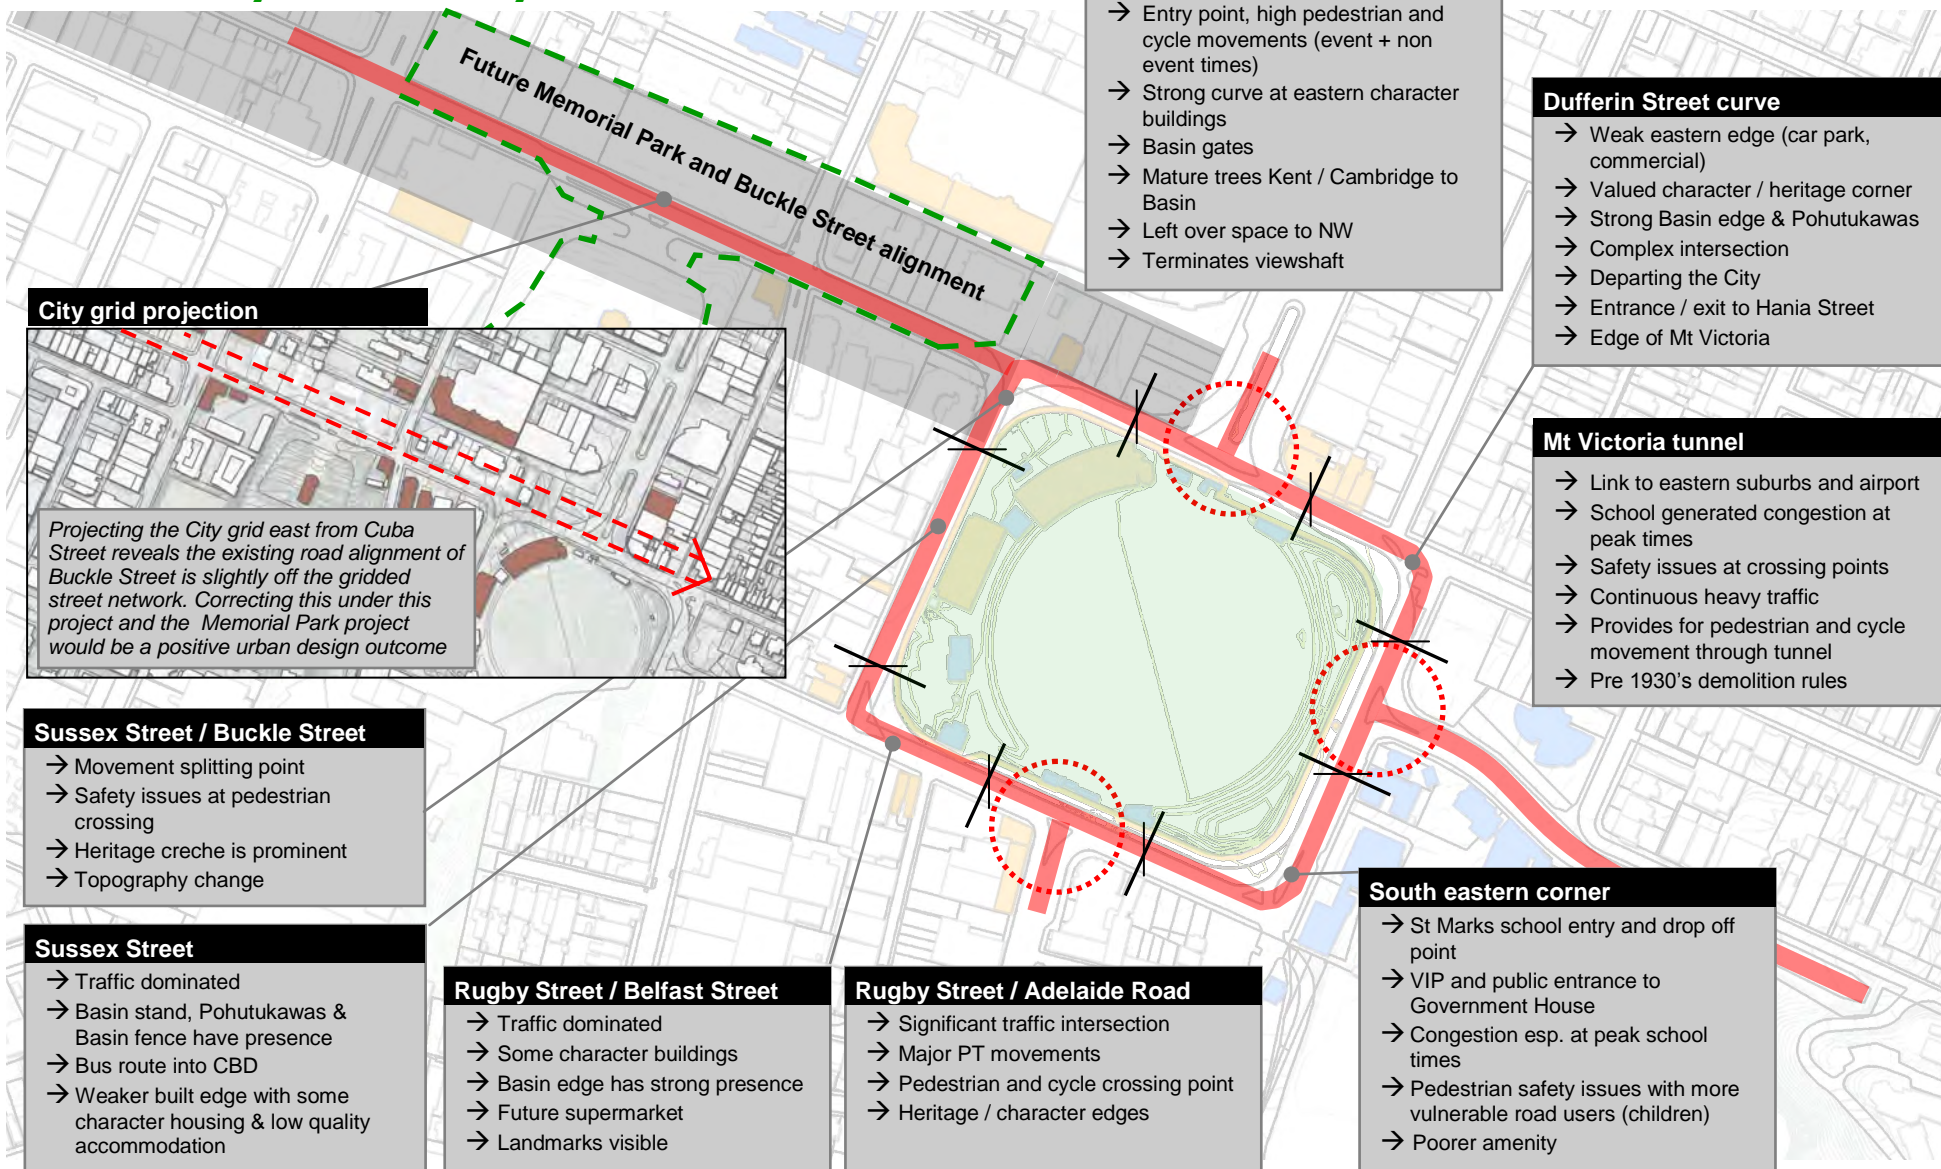 Entry point, high pedestrian and
cycle movements (event + non
event times)
→ Strong curve at eastern character
buildings
→ Basin gates
→ Mature trees Kent / Cambridge to
Basin
→ Left over space to NW
→ Terminates viewshaft
Dufferin Street curve
→ Weak eastern edge (car park,
commercial)
→ Valued character / heritage corner
→ Strong Basin edge & Pohutukawas
→ Complex intersection
→ Departing the City
→ Entrance / exit to Hania Street
→ Edge of Mt Victoria
Future Memorial Park and Buckle Street alignment
City grid projection
Projecting the City grid east from Cuba
Street reveals the existing road alignment of
Buckle Street is slightly off the gridded
street network. Correcting this under this
project and the Memorial Park project
would be a positive urban design outcome
Mt Victoria tunnel
→ Link to eastern suburbs and airport
→ School generated congestion at
peak times
→ Safety issues at crossing points
→ Continuous heavy traffic
→ Provides for pedestrian and cycle
movement through tunnel
→ Pre 1930's demolition rules
Sussex Street / Buckle Street
→ Movement splitting point
→ Safety issues at pedestrian
crossing
→ Heritage creche is prominent
→ Topography change
Sussex Street
→ Traffic dominated
→ Basin stand, Pohutukawas &
Basin fence have presence
→ Bus route into CBD
→ Weaker built edge with some
character housing & low quality
accommodation
Rugby Street / Belfast Street
→ Traffic dominated
→ Some character buildings
→ Basin edge has strong presence
→ Future supermarket
→ Landmarks visible
Rugby Street / Adelaide Road
→ Significant traffic intersection
→ Major PT movements
→ Pedestrian and cycle crossing point
→ Heritage / character edges
South eastern corner
→ St Marks school entry and drop off
point
→ VIP and public entrance to
Government House
→ Congestion esp. at peak school
times
→ Pedestrian safety issues with more
vulnerable road users (children)
→ Poorer amenity